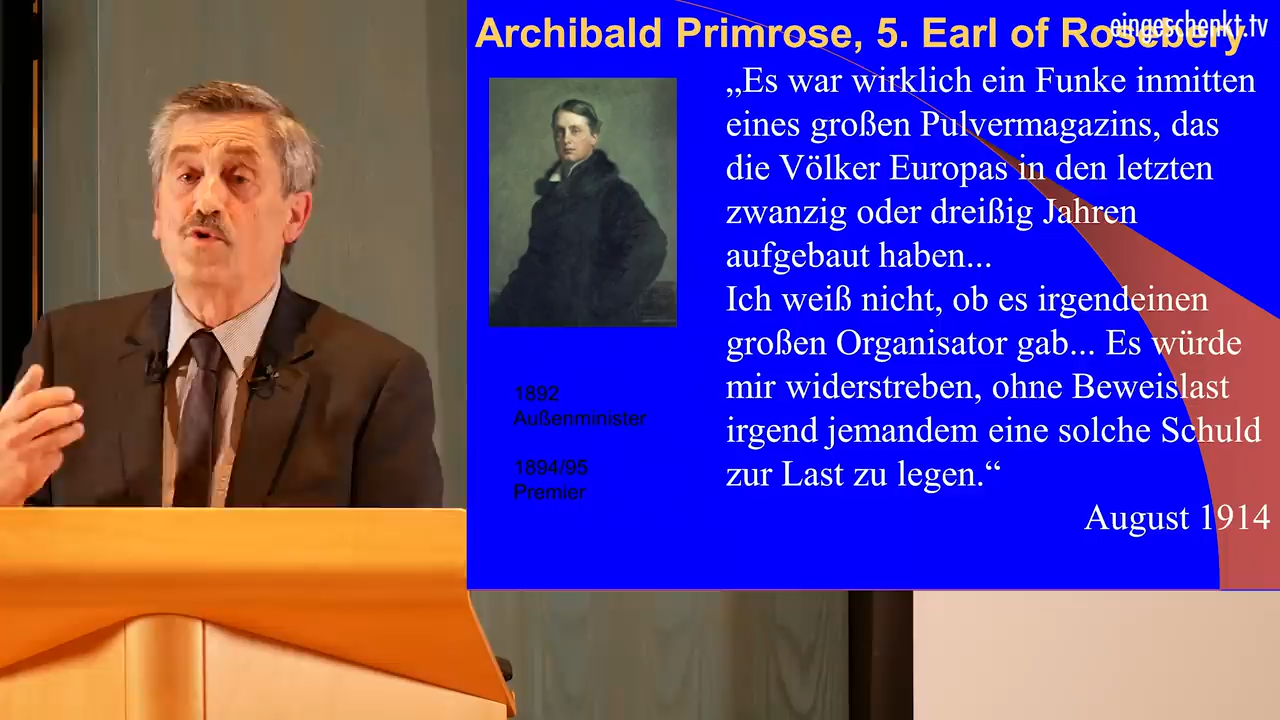 Archibald Primrose, 5. Earl of Rosebery
eingeschenkt.tv
„Es war wirklich ein Funke inmitten
eines großen Pulvermagazins, das
die Völker Europas in den letzten
zwanzig oder dreißig Jahren
aufgebaut haben...
Ich weiß nicht, ob es irgendeinen
großen Organisator gab... Es würde
mir widerstreben, ohne Beweislast
irgend jemandem eine solche Schuld
zur Last zu legen.“
August 1914
1892
Außenminister
1894/95
Premier